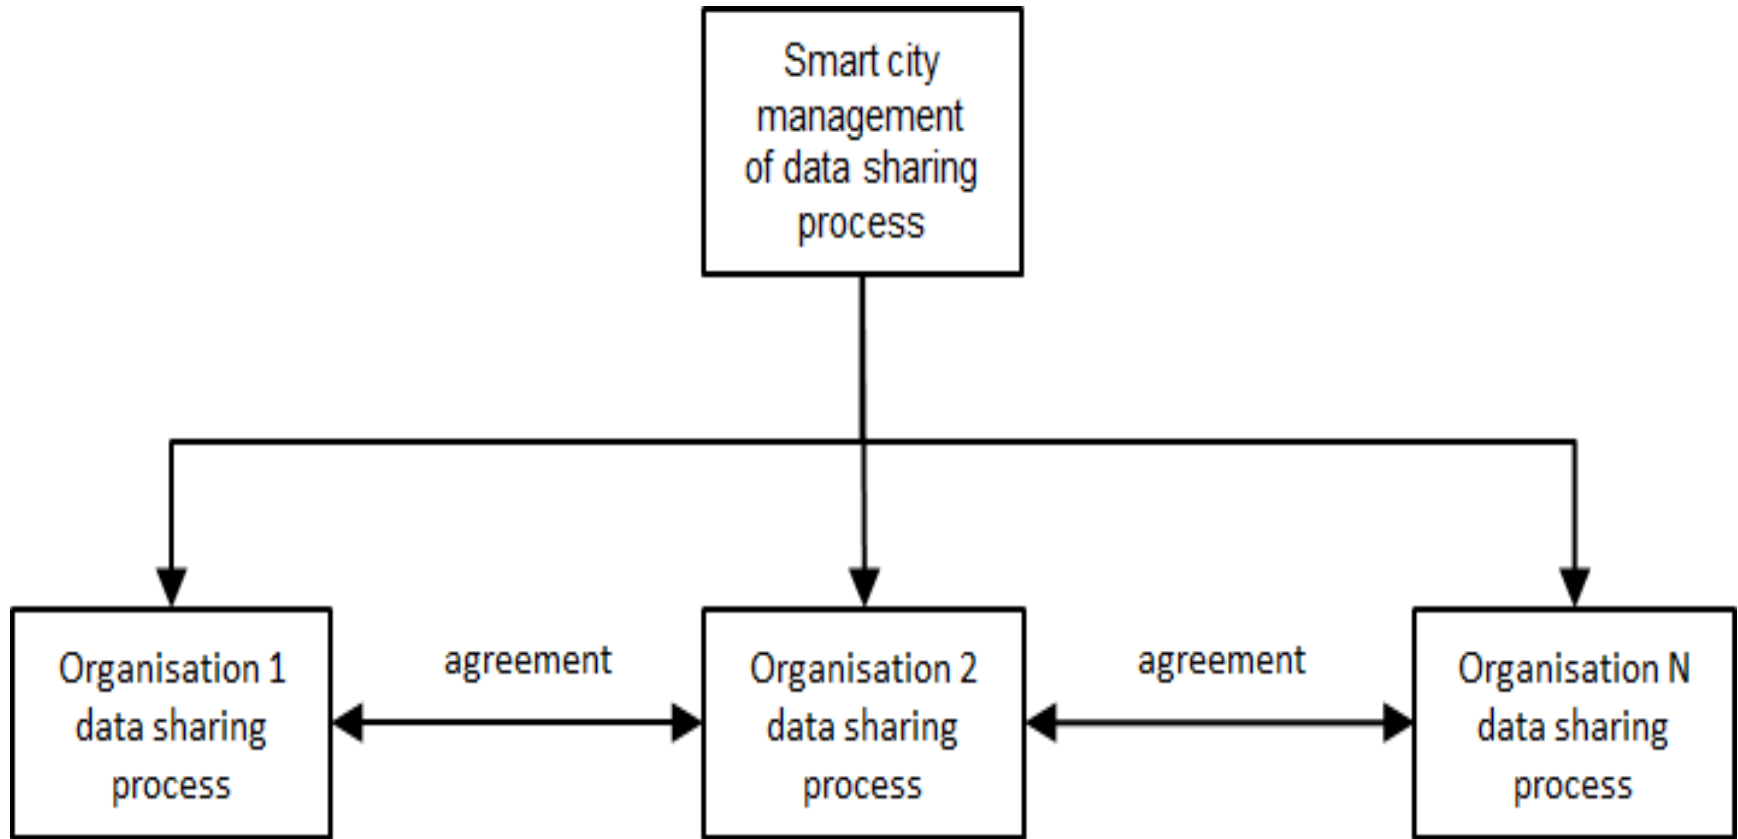 Smart city
management
of data sharing
process
Organisation 1
data sharing
process
agreement
Organisation 2
data sharing
process
agreement
Organisation N
data sharing
process